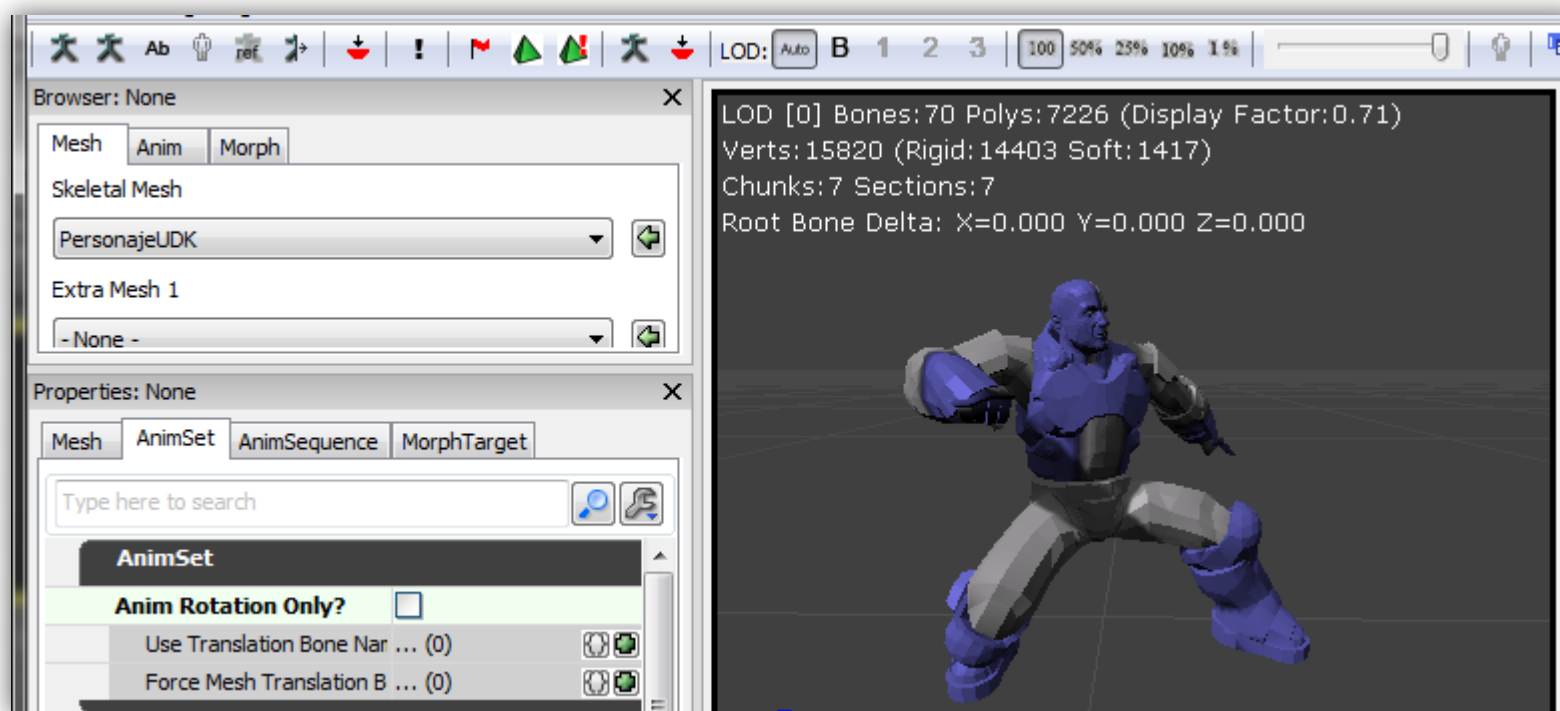 Ab
ref.
!
LOD: Auto B 1 2 3 100 50% 25% 10% 1%
Browser: None
Mesh Anim Morph
Skeletal Mesh
PersonajeUDK
Extra Mesh 1
- None -
Properties: None
Mesh AnimSet AnimSequence MorphTarget
Type here to search
AnimSet
Anim Rotation Only?
Use Translation Bone Nar ... (0)
Force Mesh Translation B ... (0)
LOD [0] Bones:70 Polys:7226 (Display Factor:0.71)
Verts:15820 (Rigid:14403 Soft:1417)
Chunks:7 Sections:7
Root Bone Delta: X=0.000 Y=0.000 Z=0.000